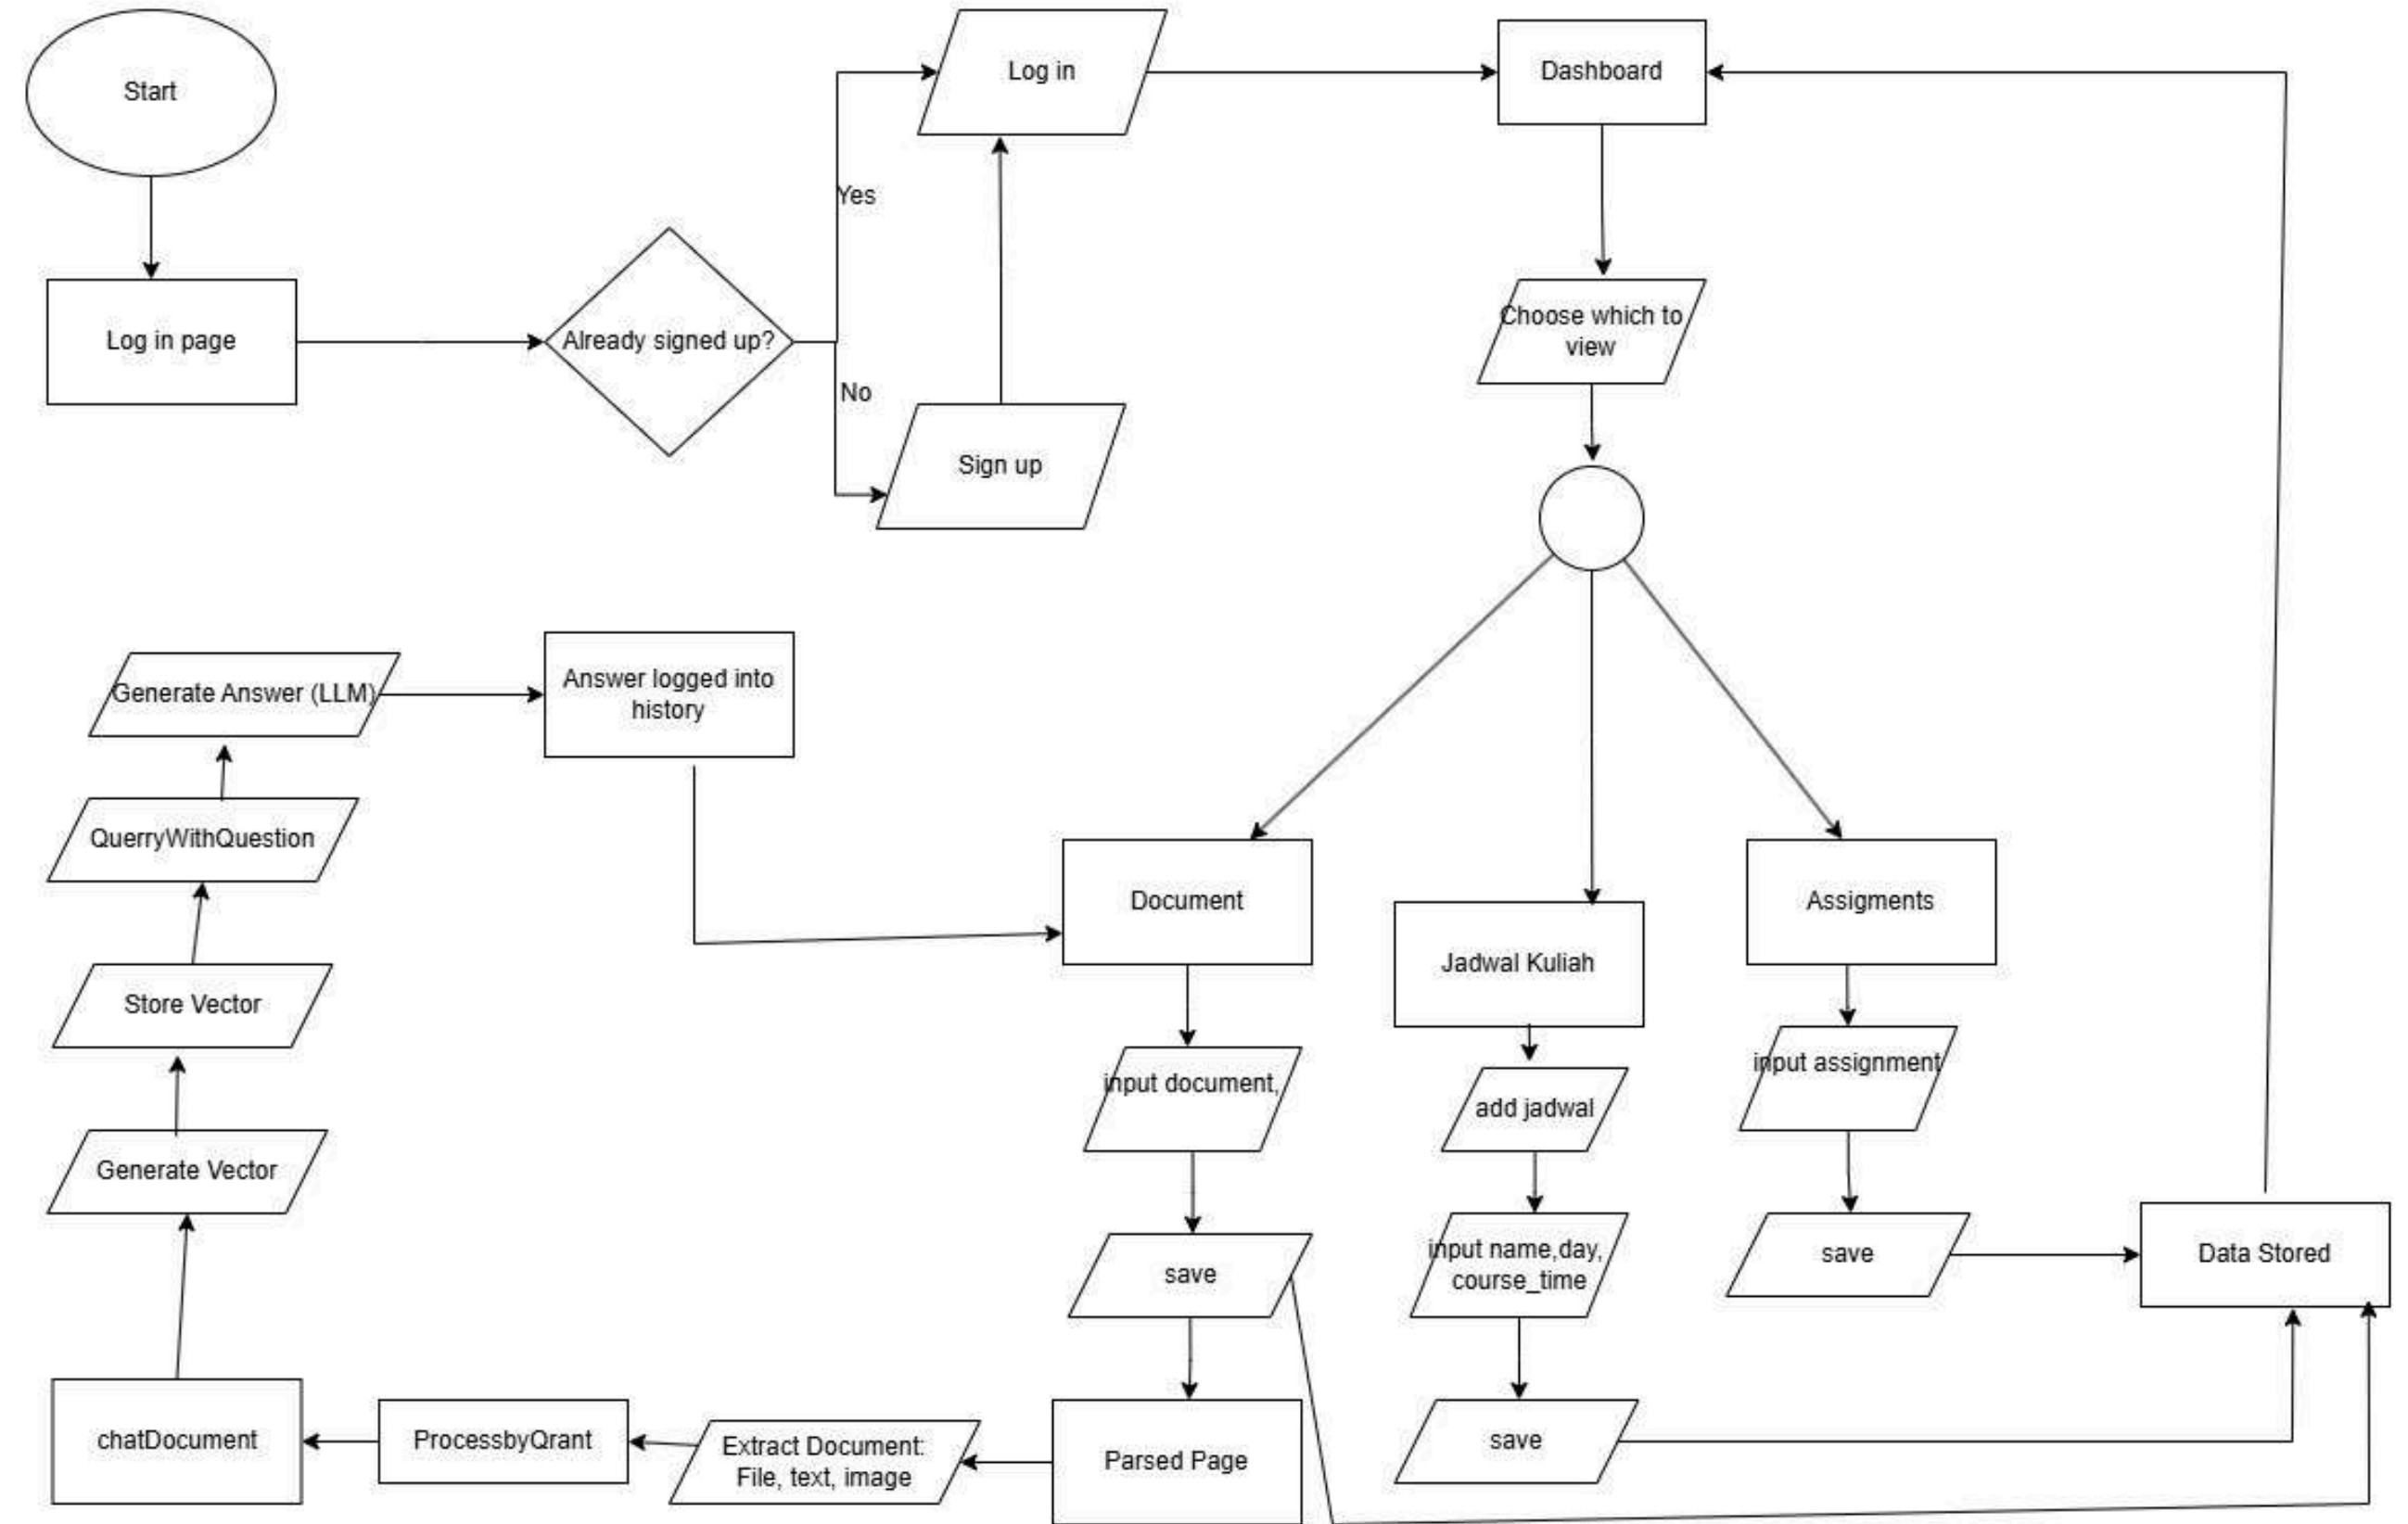 Start
Log in
Dashboard
Yes
Log in page
Already signed up?
No
Sign up
Choose which to
view
Generate Answer (LLM)
Answer logged into
history
QuerryWithQuestion
Document
Jadwal Kuliah
Assigments
Store Vector
input document,
add jadwal
input assignment
Generate Vector
save
input name,day,
course_time
save
Data Stored
chatDocument
ProcessbyQrant
Extract Document:
File, text, image
Parsed Page
save